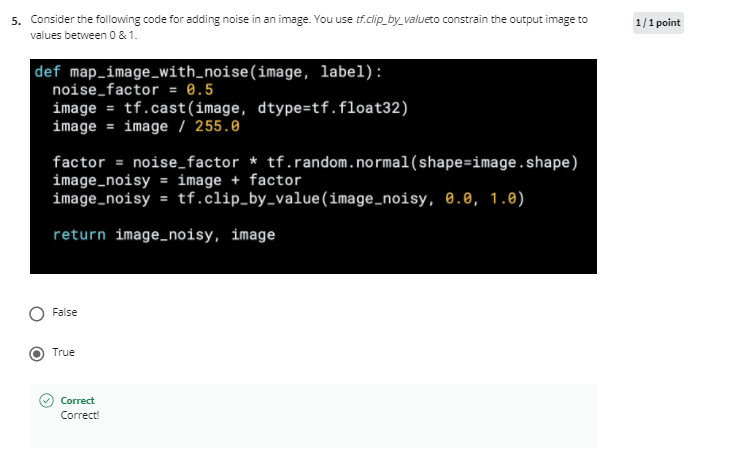 5. Consider the following code for adding noise in an image. You use tf.clip_by_valueto constrain the output image to
values between 0 & 1.
1 / 1 point
def map_image_with_noise(image, label):
  noise_factor = 0.5
  image = tf.cast(image, dtype=tf.float32)
  image = image / 255.0
  factor = noise_factor * tf.random.normal(shape=image.shape)
  image_noisy = image + factor
  image_noisy = tf.clip_by_value(image_noisy, 0.0, 1.0)
  return image_noisy, image
False
True
Correct
Correct!